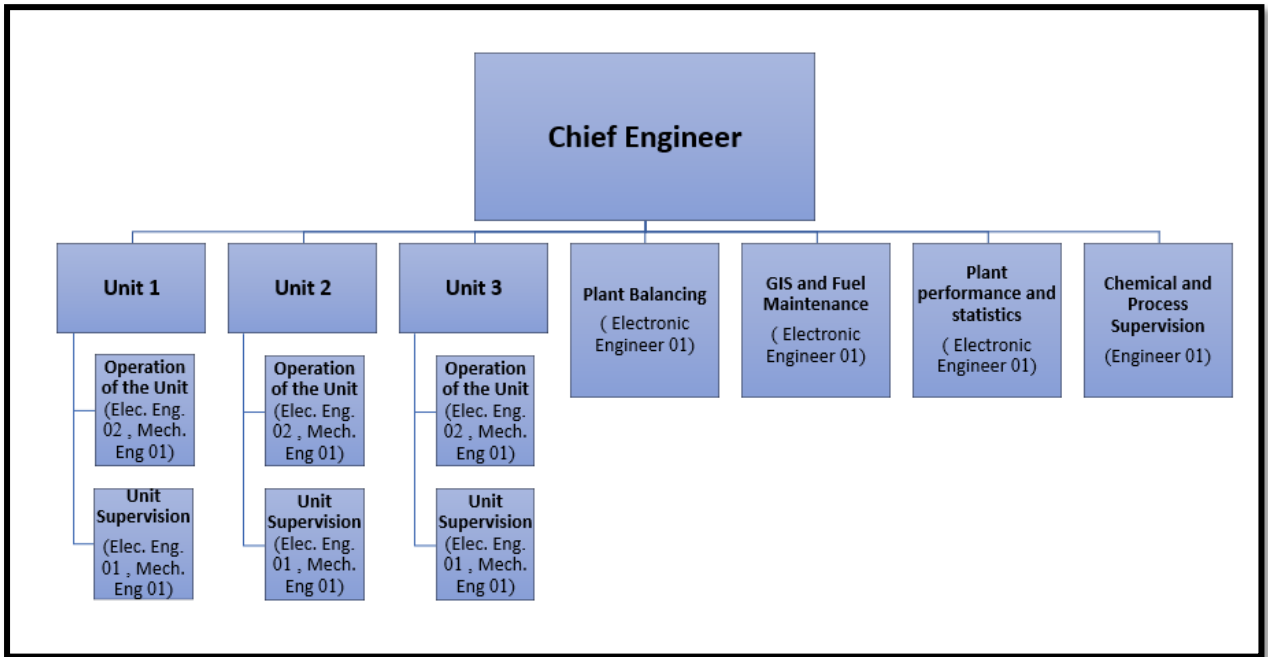 Chief Engineer
Unit 1
Unit 2
Unit 3
Plant Balancing
( Electronic
Engineer 01)
GIS and Fuel
Maintenance
( Electronic
Engineer 01)
Plant
performance and
statistics
( Electronic
Engineer 01)
Chemical and
Process
Supervision
(Engineer 01)
Operation
of the Unit
(Elec. Eng.
02 , Mech.
Eng 01)
Operation
of the Unit
(Elec. Eng.
02 , Mech.
Eng 01)
Operation
of the Unit
(Elec. Eng.
02 , Mech.
Eng 01)
Unit
Supervision
(Elec. Eng.
01 , Mech.
Eng 01)
Unit
Supervision
(Elec. Eng.
01 , Mech.
Eng 01)
Unit
Supervision
(Elec. Eng.
01 , Mech.
Eng 01)